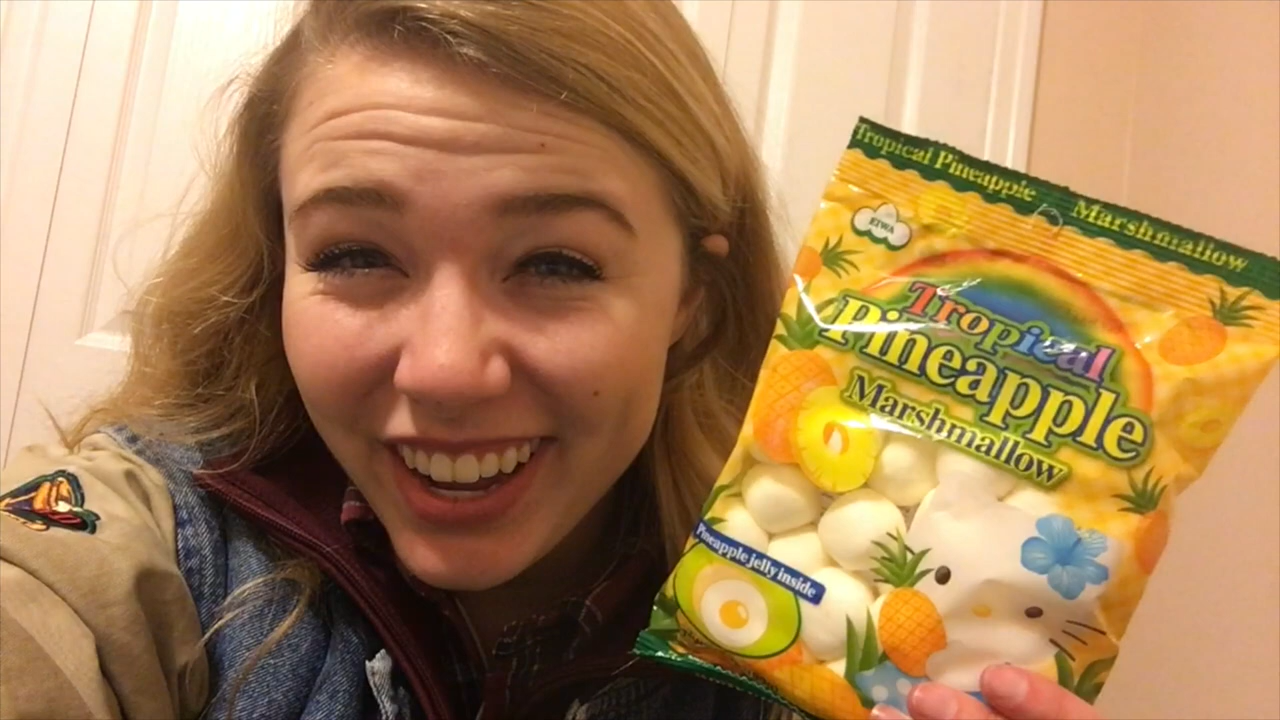 Tropical Pineapple Marshmallow
EIWA
Tropical
Pineapple
Marshmallow
Pineapple jelly inside